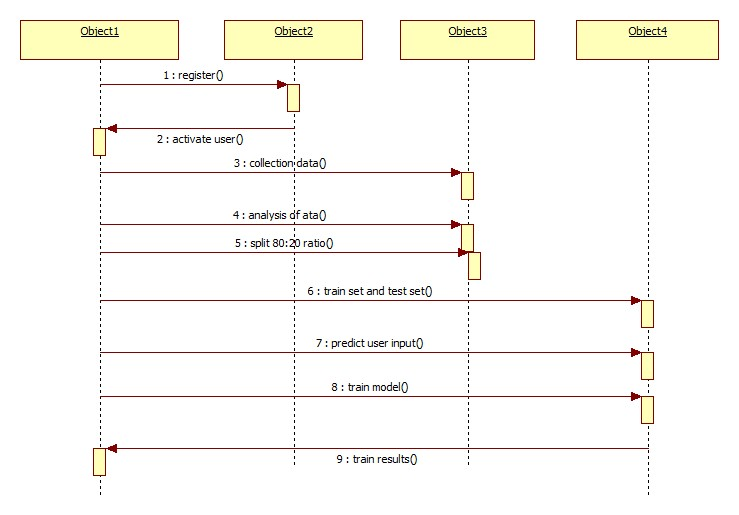 Object1
Object2
Object3
Object4
1 : register()
2 : activate user()
3 : collection data()
4 : analysis of ata()
5 : split 80:20 ratio()
6 : train set and test set()
7 : predict user input()
8 : train model()
9 : train results()